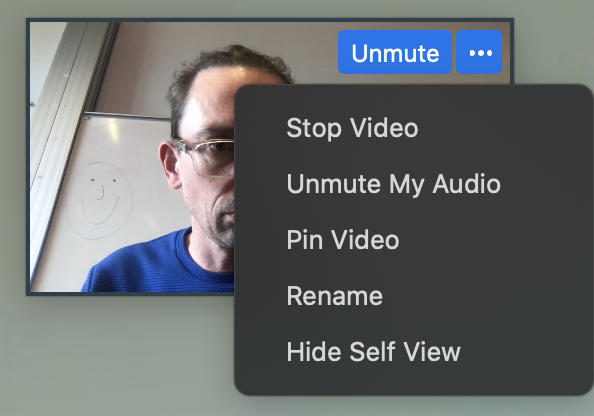 Unmute
Stop Video
Unmute My Audio
Pin Video
Rename
Hide Self View